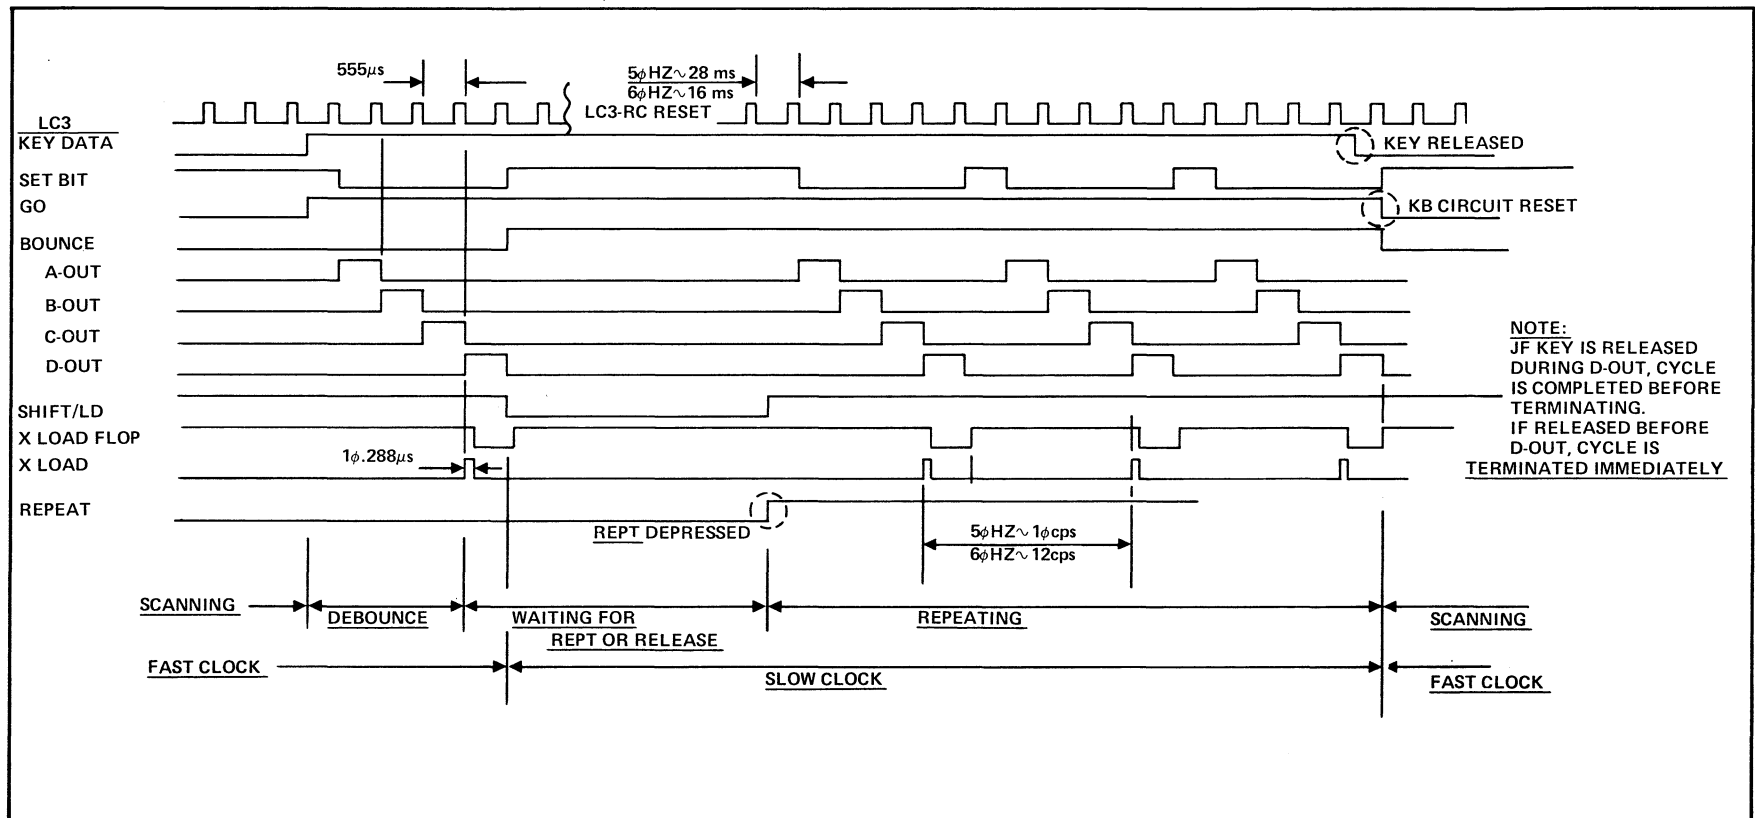 555μs
5ϕHZ∿28 ms
6ϕHZ∿16 ms
LC3-RC RESET
LC3
KEY DATA
KEY RELEASED
SET BIT
GO
KB CIRCUIT RESET
BOUNCE
A-OUT
B-OUT
C-OUT
D-OUT
SHIFT/LD
X LOAD FLOP
X LOAD
1ϕ.288μs
REPEAT
REPT DEPRESSED
5ϕHZ∿1ϕcps
6ϕHZ∿12cps
NOTE:
JF KEY IS RELEASED
DURING D-OUT, CYCLE
IS COMPLETED BEFORE
TERMINATING.
IF RELEASED BEFORE
D-OUT, CYCLE IS
TERMINATED IMMEDIATELY
SCANNING
DEBOUNCE
WAITING FOR
REPT OR RELEASE
REPEATING
SCANNING
FAST CLOCK
SLOW CLOCK
FAST CLOCK